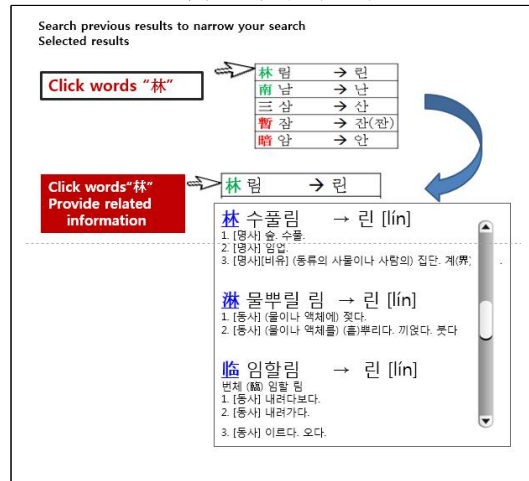 Search previous results to narrow your search
Selected results
Click words “林”
林 림 → 린
南 남 → 난
三 삼 → 산
暫 잠 → 잔(짠)
暗 암 → 안
Click words“林”
Provide related
information
林 림 → 린
林 수풀림 → 린 [lín]
1. [명사] 숲. 수풀.
2. [명사] 임업.
3. [명사][비유] (동류의 사물이나 사람의) 집단. 계(界).
淋 물뿌릴 림 → 린 [lín]
1. [동사] (물이나 액체에) 젖다.
2. [동사] (물이나 액체를) (흩)뿌리다. 끼얹다. 붓다
临 임할림 → 린 [lín]
번체 (臨) 임할 림
1. [동사] 내려다보다.
2. [동사] 내려가다.
3. [동사] 이르다. 오다.